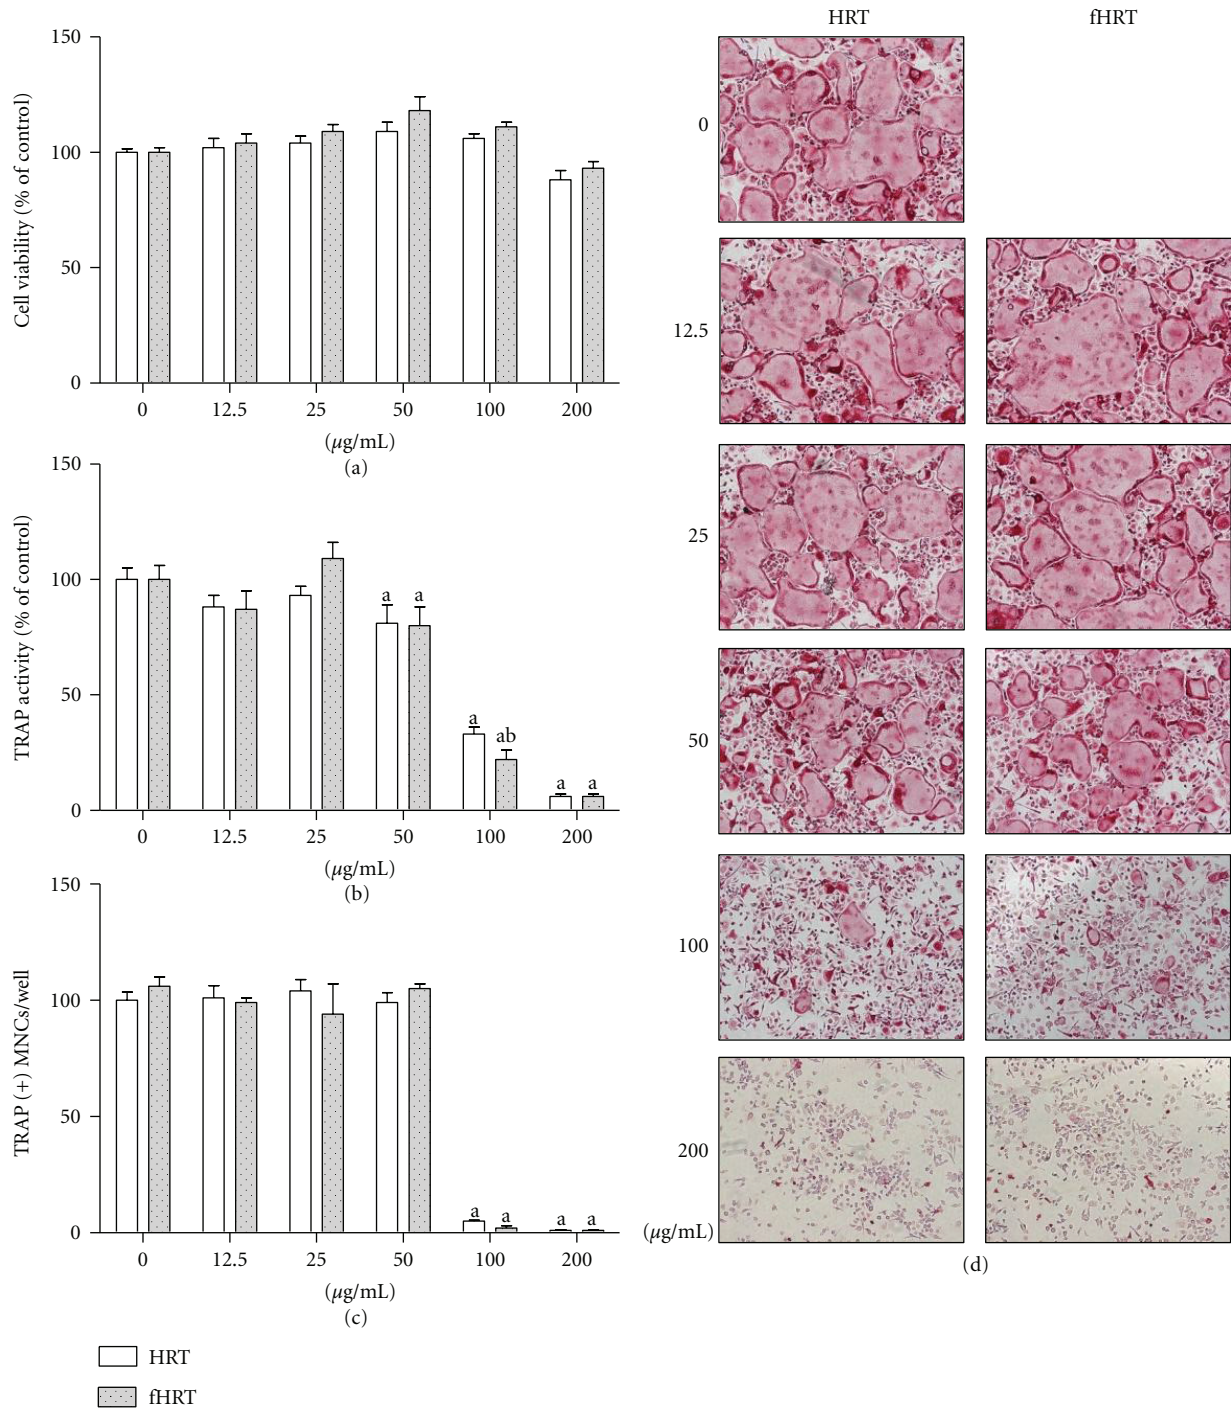 150
100
50
0
Cell viability (% of control)
0 12.5 25 50 100 200
(µg/mL)
(a)
150
100
50
0
TRAP activity (% of control)
a a
a ab
a a
0 12.5 25 50 100 200
(µg/mL)
(b)
150
100
50
0
TRAP (+) MNCs/well
a a a a
0 12.5 25 50 100 200
(µg/mL)
(c)
HRT
fHRT
HRT fHRT
0
12.5
25
50
100
200
(µg/mL)
(d)